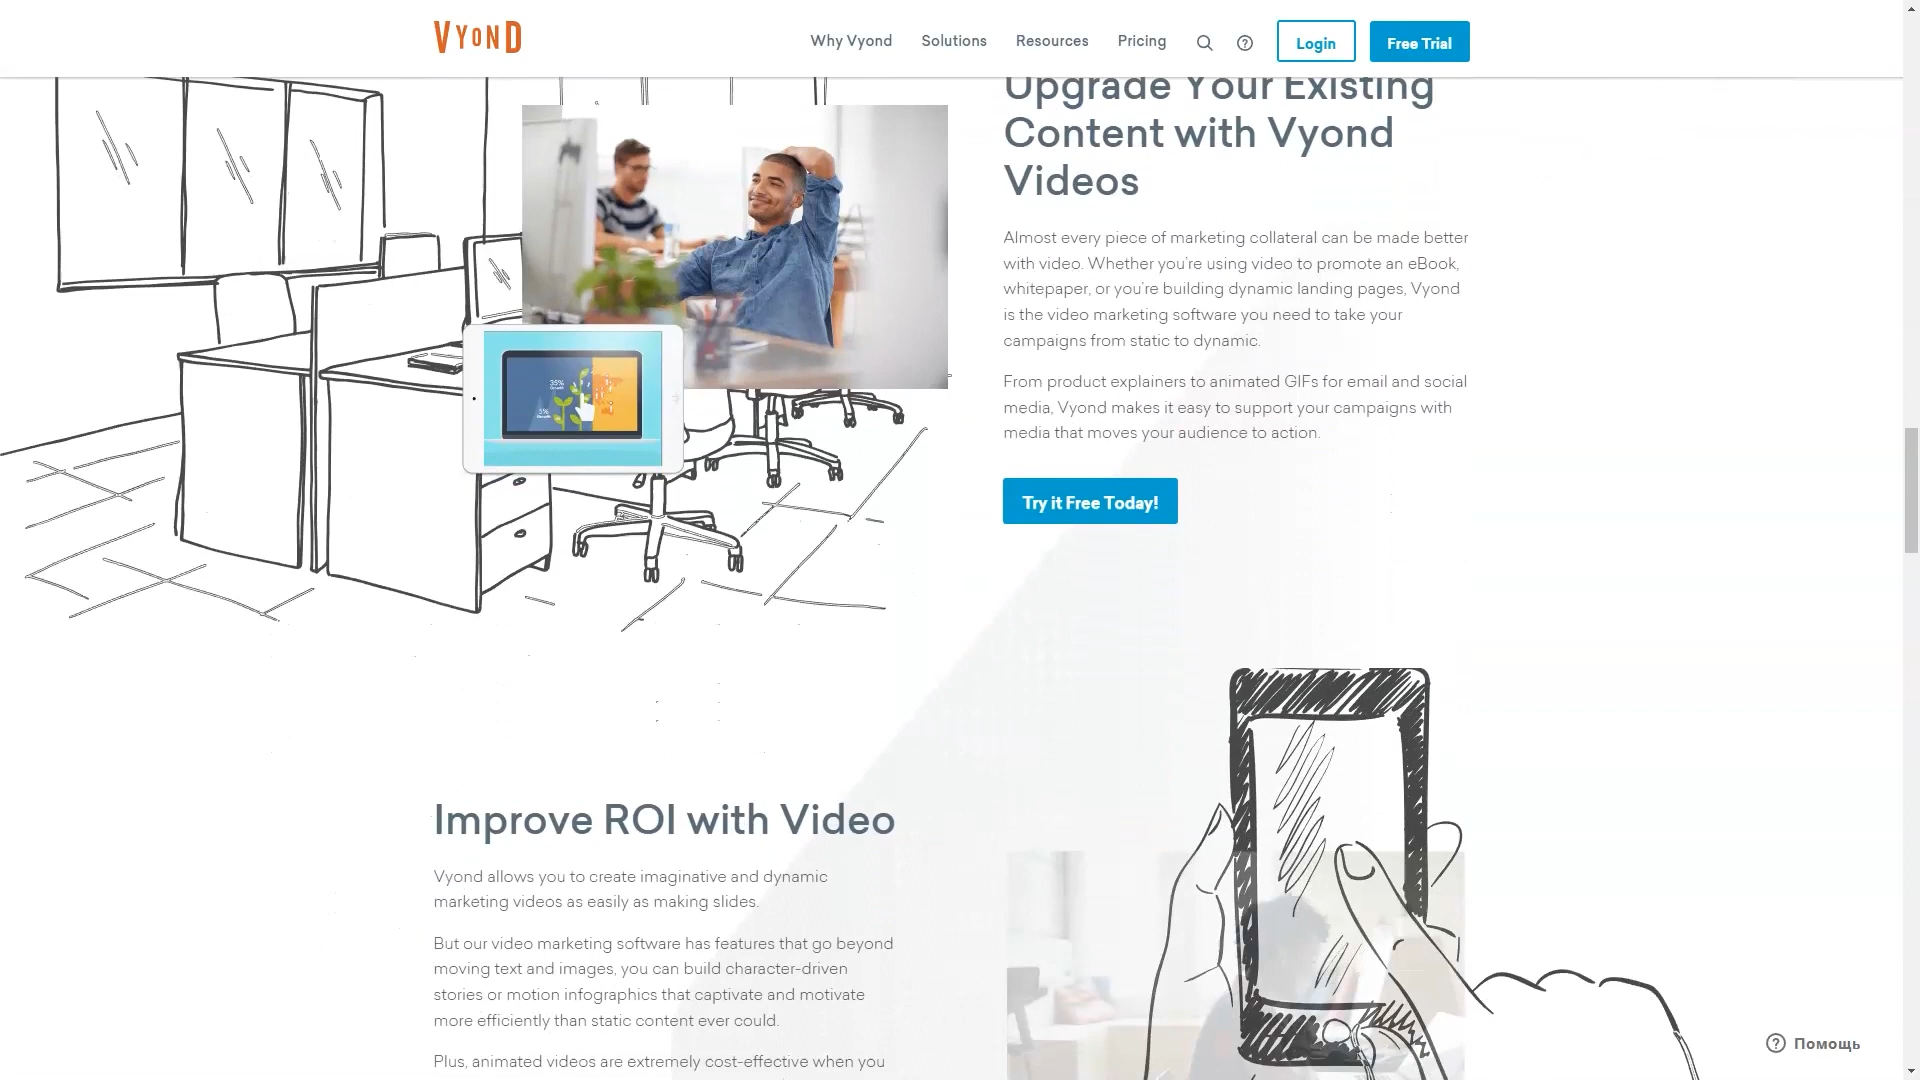 VYOND
Why Vyond
Solutions
Resources
Pricing
Login
Free Trial
Upgrade Your Existing
Content with Vyond
Videos
Almost every piece of marketing collateral can be made better
with video. Whether you're using video to promote an eBook,
whitepaper, or you're building dynamic landing pages, Vyond
is the video marketing software you need to take your
campaigns from static to dynamic.
From product explainers to animated GIFs for email and social
media, Vyond makes it easy to support your campaigns with
media that moves your audience to action.
Try it Free Today!
35%
5%
Improve ROI with Video
Vyond allows you to create imaginative and dynamic
marketing videos as easily as making slides.
But our video marketing software has features that go beyond
moving text and images, you can build character-driven
stories or motion infographics that captivate and motivate
more efficiently than static content ever could.
Plus, animated videos are extremely cost-effective when you
Помощь